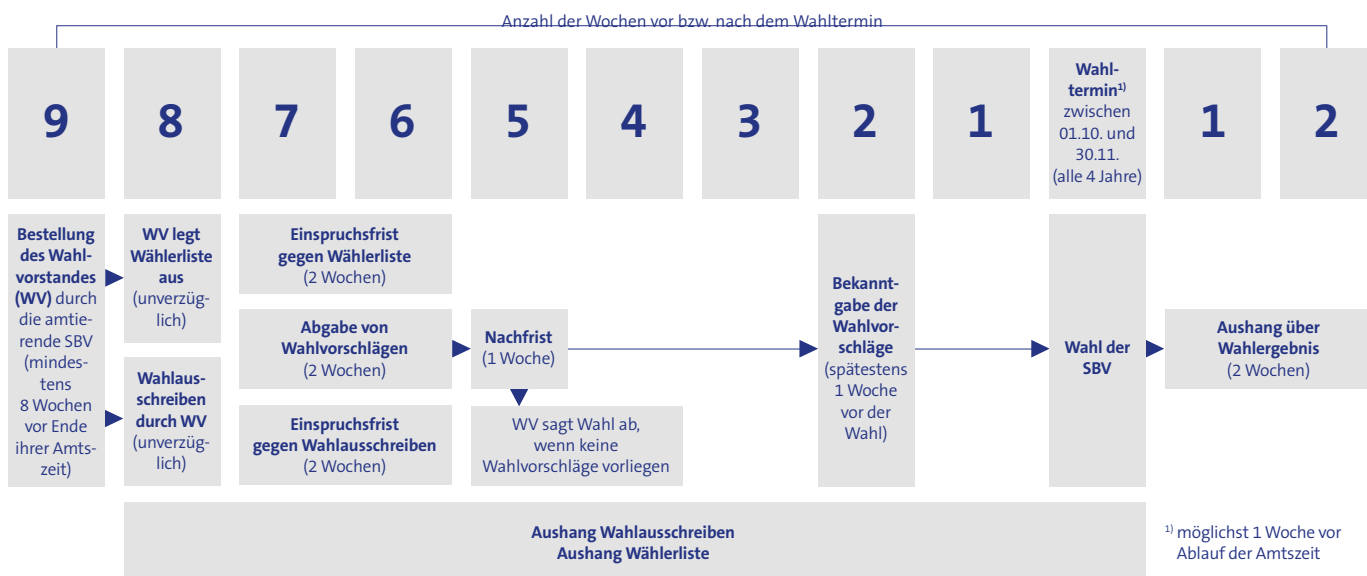 Anzahl der Wochen vor bzw. nach dem Wahltermin
9
8
7
6
5
4
3
2
1
Wahl-
termin1)
zwischen
01.10. und
30.11.
(alle 4 Jahre)
1
2
Bestellung
des Wahl-
vorstandes
(WV) durch
die amtie-
rende SBV
(mindes-
tens
8 Wochen
vor Ende
ihrer Amts-
zeit)
WV legt
Wählerliste
aus
(unverzüg-
lich)
Wahlaus-
schreiben
durch WV
(unverzüg-
lich)
Einspruchsfrist
gegen Wählerliste
(2 Wochen)
Abgabe von
Wahlvorschlägen
(2 Wochen)
Einspruchsfrist
gegen Wahlausschreiben
(2 Wochen)
Nachfrist
(1 Woche)
WV sagt Wahl ab,
wenn keine
Wahlvorschläge vorliegen
Bekannt-
gabe der
Wahlvor-
schläge
(spätestens
1 Woche
vor der
Wahl)
Wahl der
SBV
Aushang über
Wahlergebnis
(2 Wochen)
Aushang Wahlausschreiben
Aushang Wählerliste
1) möglichst 1 Woche vor
Ablauf der Amtszeit